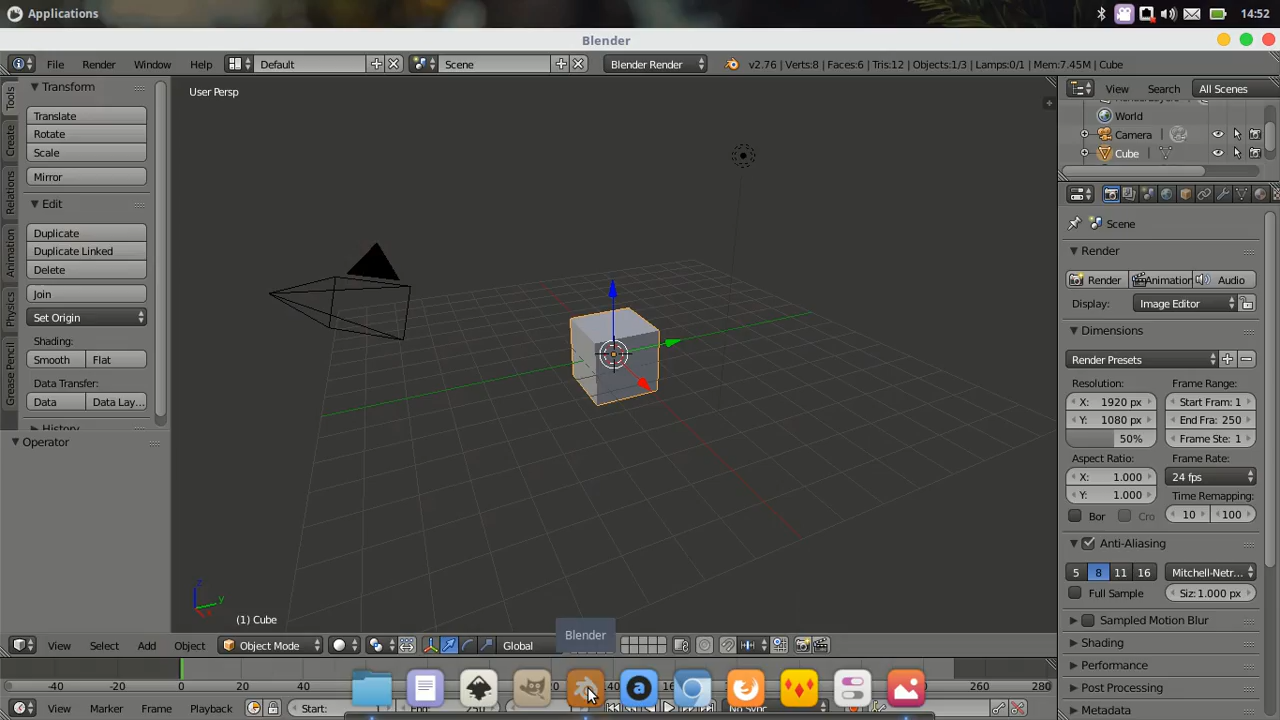 Applications
14:52
Blender
File Render Window Help Default Scene Blender Render v2.76 | Verts:8 | Faces:6 | Tris:12 | Objects:1/3 | Lamps:0/1 | Mem:7.45M | Cube
Tools
Create
Relations
Animation
Physics
Grease Pencil
Transform
Translate
Rotate
Scale
Mirror
Edit
Duplicate
Duplicate Linked
Delete
Join
Set Origin
Shading:
Smooth Flat
Data Transfer:
Data Data Lay...
History
Operator
User Persp
z
y
(1) Cube
View Search All Scenes
World
Camera
Cube
Scene
Render
Render Animation Audio
Display: Image Editor
Dimensions
Render Presets
Resolution: Frame Range:
X: 1920 px Start Fram: 1
Y: 1080 px End Fra: 250
50% Frame Ste: 1
Aspect Ratio: Frame Rate:
X: 1.000 24 fps
Y: 1.000 Time Remapping:
Bor Cro 10 100
Anti-Aliasing
5 8 11 16 Mitchell-Netr...
Full Sample Siz: 1.000 px
Sampled Motion Blur
Shading
Performance
Post Processing
Metadata
View Select Add Object Object Mode Global
Blender
-40 -20 0 20 40 260 280
View Marker Frame Playback Start: